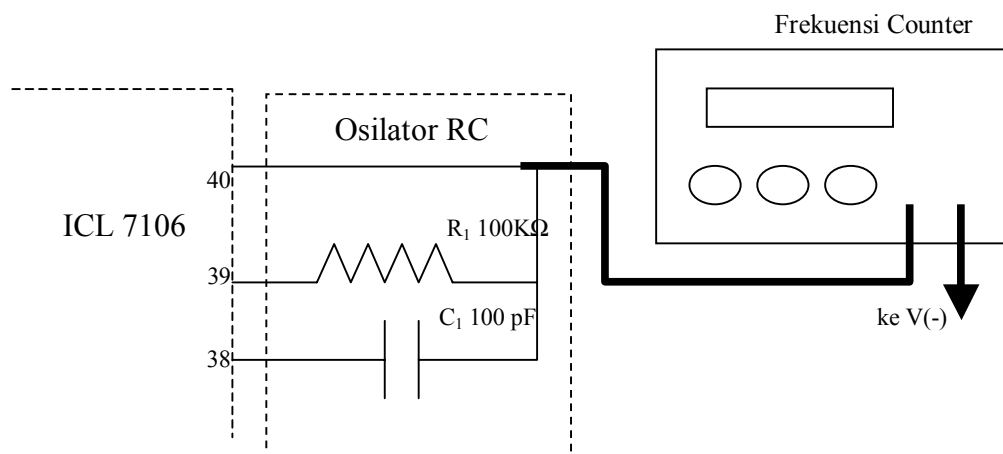 Frekuensi Counter
Osilator RC
40
ICL 7106
R₁ 100KΩ
39
C₁ 100 pF
ke V(-)
38